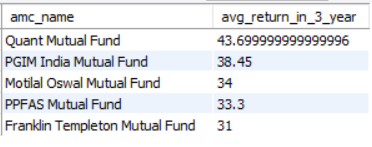 amc_name avg_return_in_3_year
Quant Mutual Fund 43.699999999999996
PGIM India Mutual Fund 38.45
Motilal Oswal Mutual Fund 34
PPFAS Mutual Fund 33.3
Franklin Templeton Mutual Fund 31